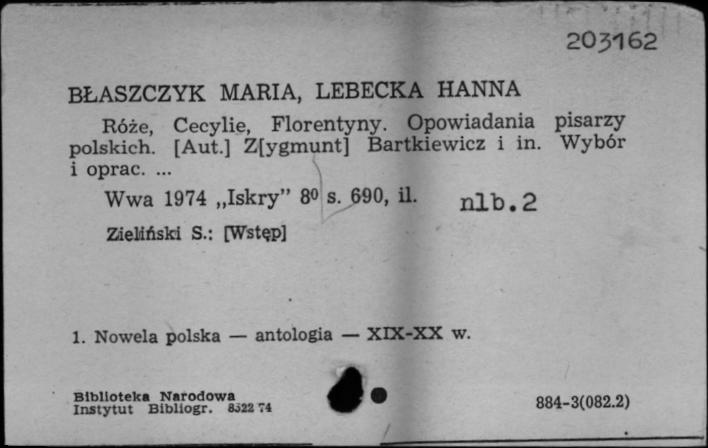 203162
BŁASZCZYK MARIA, LEBECKA HANNA
Róże, Cecylie, Florentyny. Opowiadania pisarzy
polskich. [Aut.] Z[ygmunt] Bartkiewicz i in. Wybór
i oprac. ...
Wwa 1974 „Iskry” 8⁰ s. 690, il. nlb.2
Zieliński S.: [Wstęp]
1. Nowela polska — antologia — XIX-XX w.
Biblioteka Narodowa
Instytut Bibliogr. 8322 74
884-3(082.2)